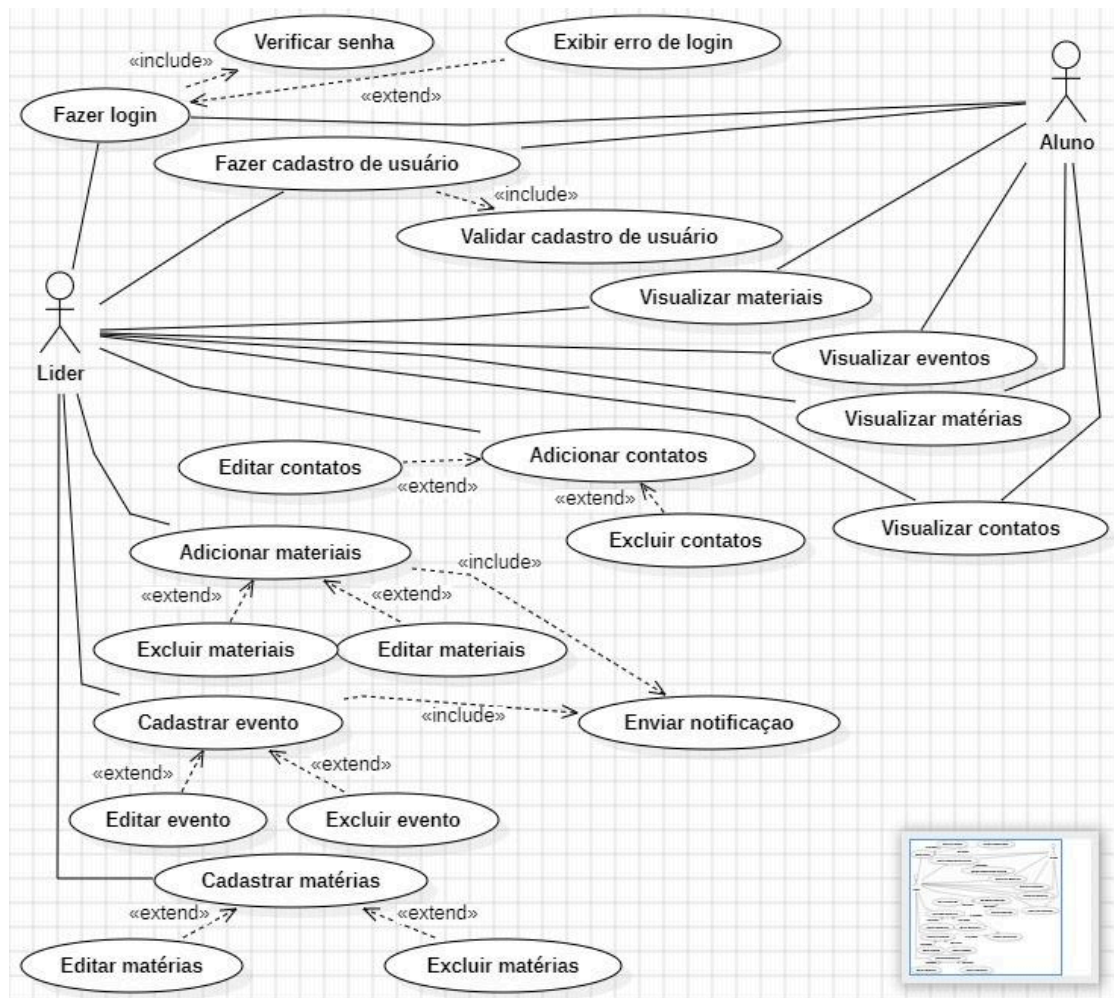 Verificar senha
Exibir erro de login
«include»
«extend»
Fazer login
Aluno
Fazer cadastro de usuário
«include»
Validar cadastro de usuário
Visualizar materiais
Lider
Visualizar eventos
Visualizar matérias
Editar contatos
«extend»
Adicionar contatos
«extend»
Visualizar contatos
Excluir contatos
Adicionar materiais
«include»
«extend»
«extend»
Excluir materiais
Editar materiais
Cadastrar evento
«include»
Enviar notificaçao
«extend»
«extend»
Editar evento
Excluir evento
Cadastrar matérias
«extend»
«extend»
Editar matérias
Excluir matérias